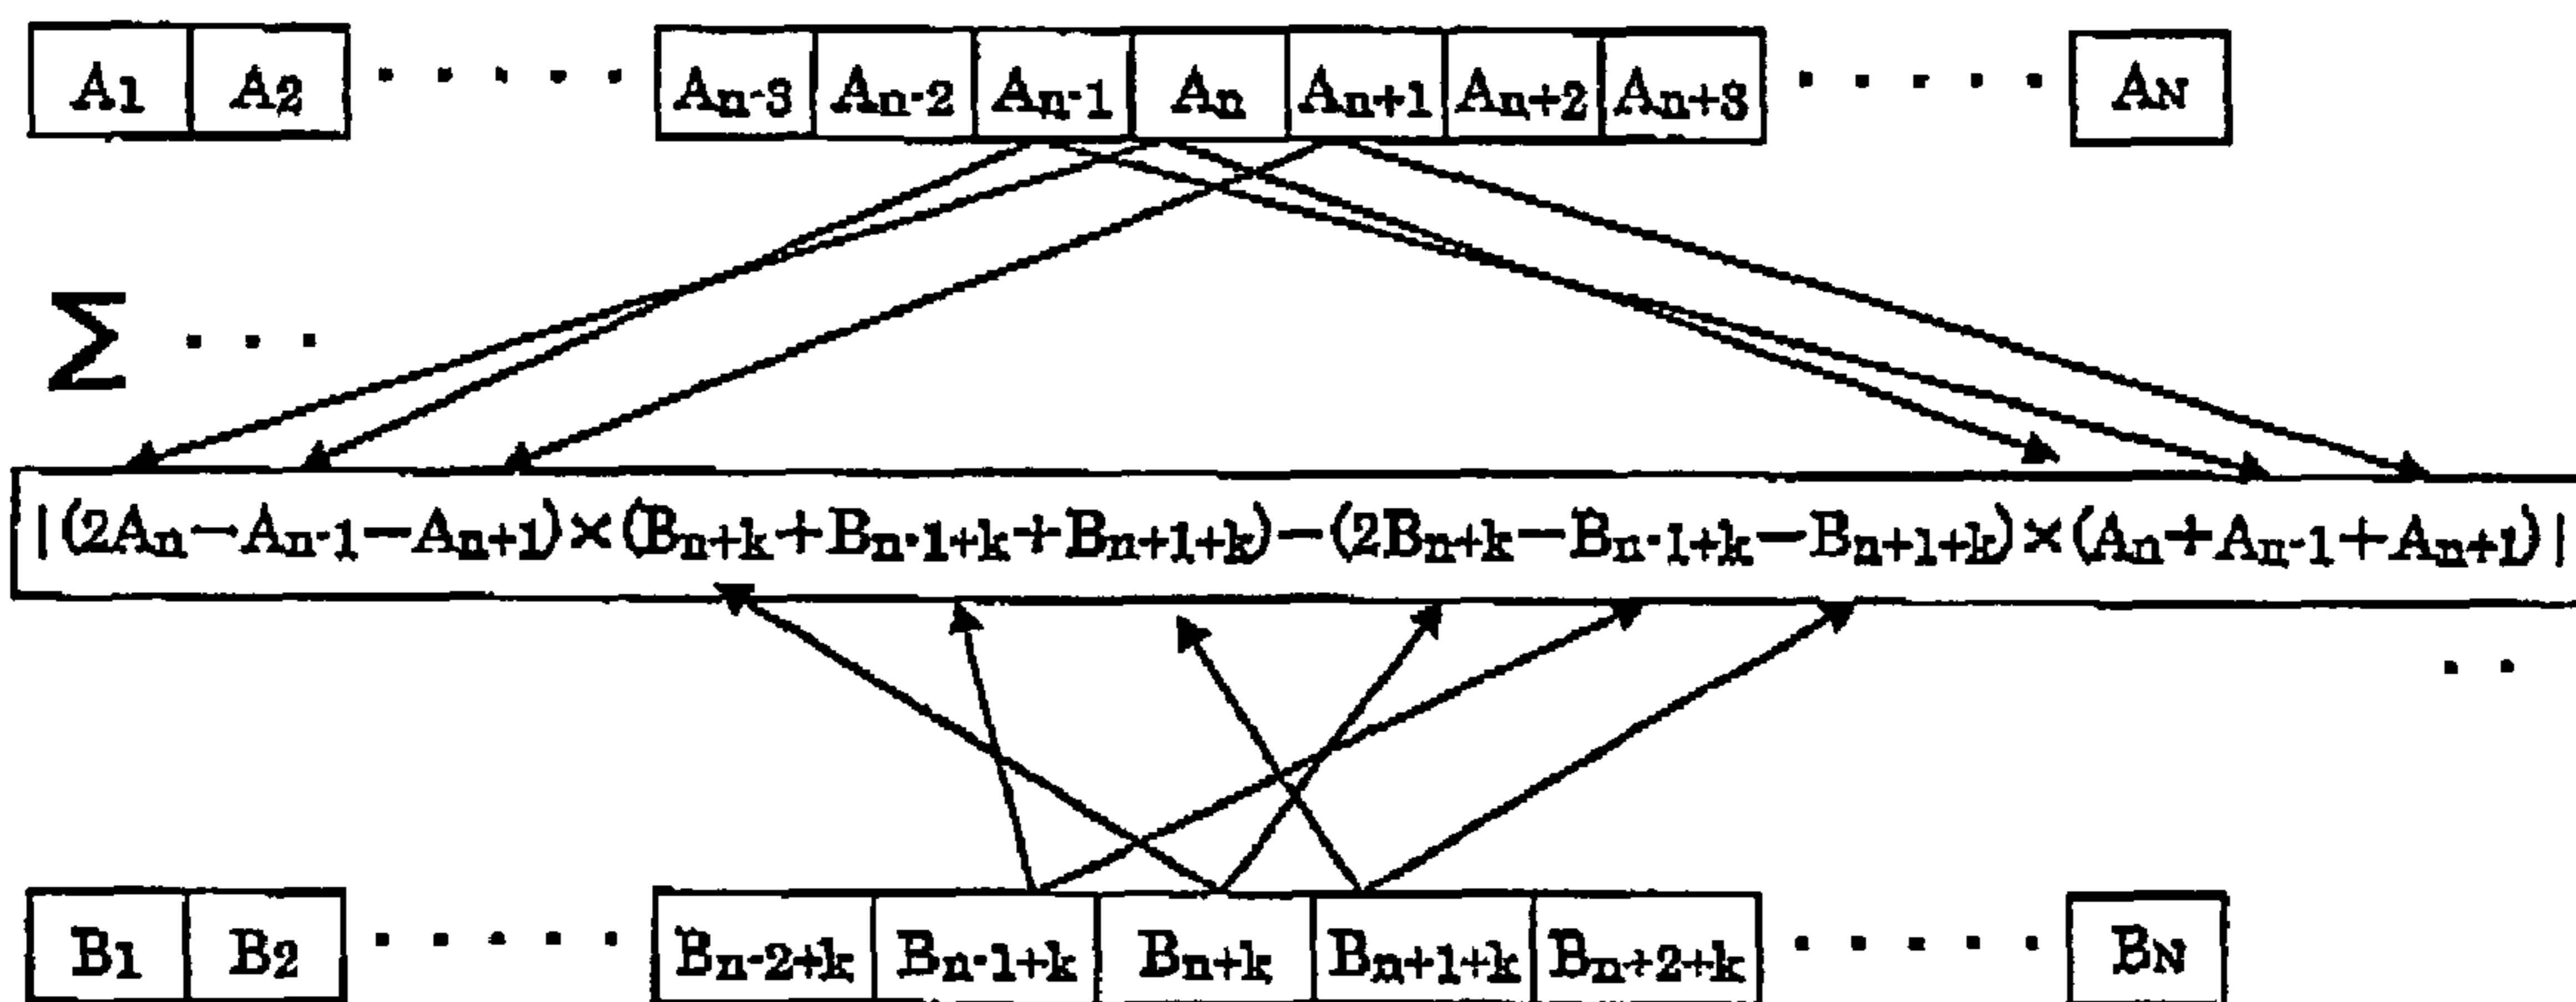 A1 A2 ····· An-3 An-2 An-1 An An+1 An+2 An+3 ····· AN
Σ ···
|(2An−An-1−An+1)×(Bn+k+Bn-1+k+Bn+1+k)−(2Bn+k−Bn-1+k−Bn+1+k)×(An+An-1+An+1)|
··
B1 B2 ····· Bn-2+k Bn-1+k Bn+k Bn+1+k Bn+2+k ····· BN